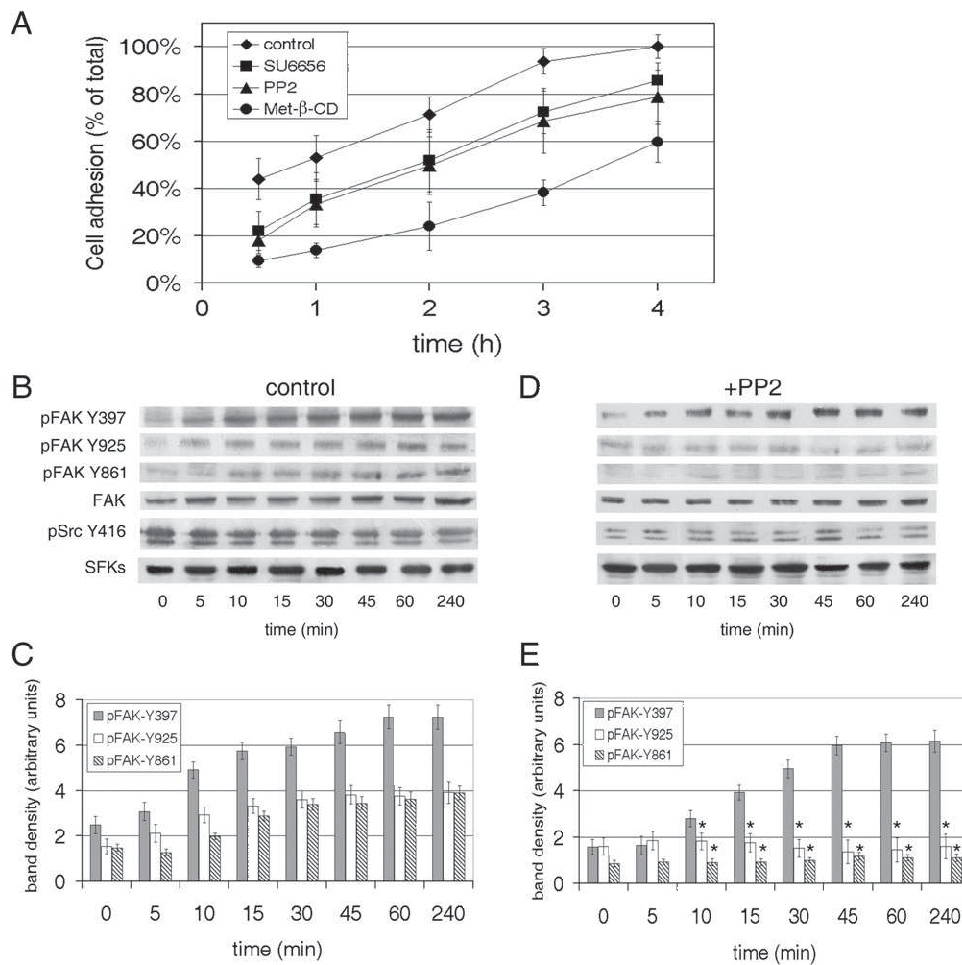 A
Cell adhesion (% of total)
100%
80%
60%
40%
20%
0%
control
SU6656
PP2
Met-β-CD
0 1 2 3 4
time (h)
B
control
pFAK Y397
pFAK Y925
pFAK Y861
FAK
pSrc Y416
SFKs
0 5 10 15 30 45 60 240
time (min)
D
+PP2
0 5 10 15 30 45 60 240
time (min)
C
band density (arbitrary units)
8
6
4
2
0
pFAK-Y397
pFAK-Y925
pFAK-Y861
0 5 10 15 30 45 60 240
time (min)
E
band density (arbitrary units)
8
6
4
2
0
pFAK-Y397
pFAK-Y925
pFAK-Y861
* * * * * *
* * * * * *
0 5 10 15 30 45 60 240
time (min)